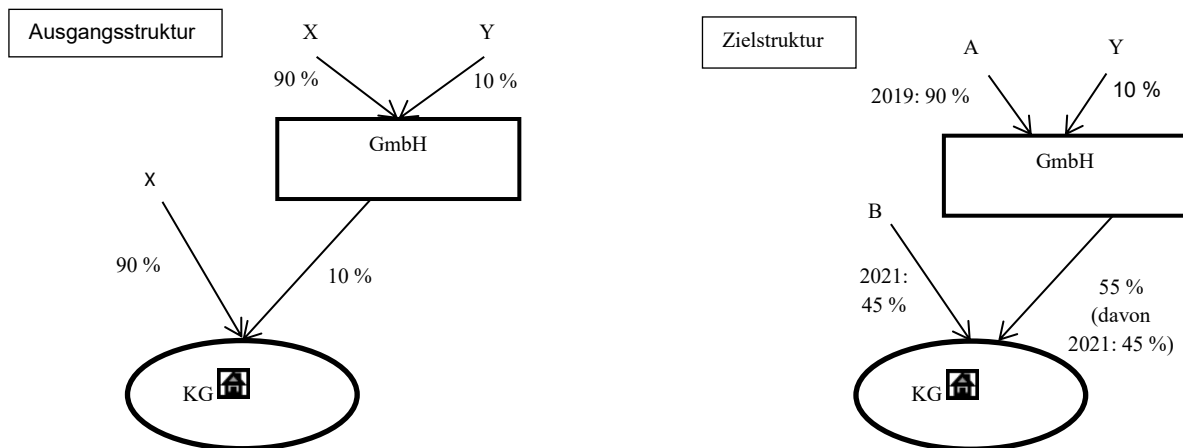 Ausgangsstruktur
X
Y
90 %
10 %
GmbH
X
90 %
10 %
KG
Zielstruktur
A
Y
2019: 90 %
10 %
GmbH
B
2021:
45 %
55 %
(davon
2021: 45 %)
KG